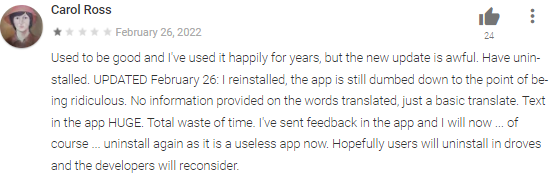 Carol Ross
February 26, 2022
24
Used to be good and I've used it happily for years, but the new update is awful. Have unin-
stalled. UPDATED February 26: I reinstalled, the app is still dumbed down to the point of be-
ing ridiculous. No information provided on the words translated, just a basic translate. Text
in the app HUGE. Total waste of time. I've sent feedback in the app and I will now ... of
course ... uninstall again as it is a useless app now. Hopefully users will uninstall in droves
and the developers will reconsider.